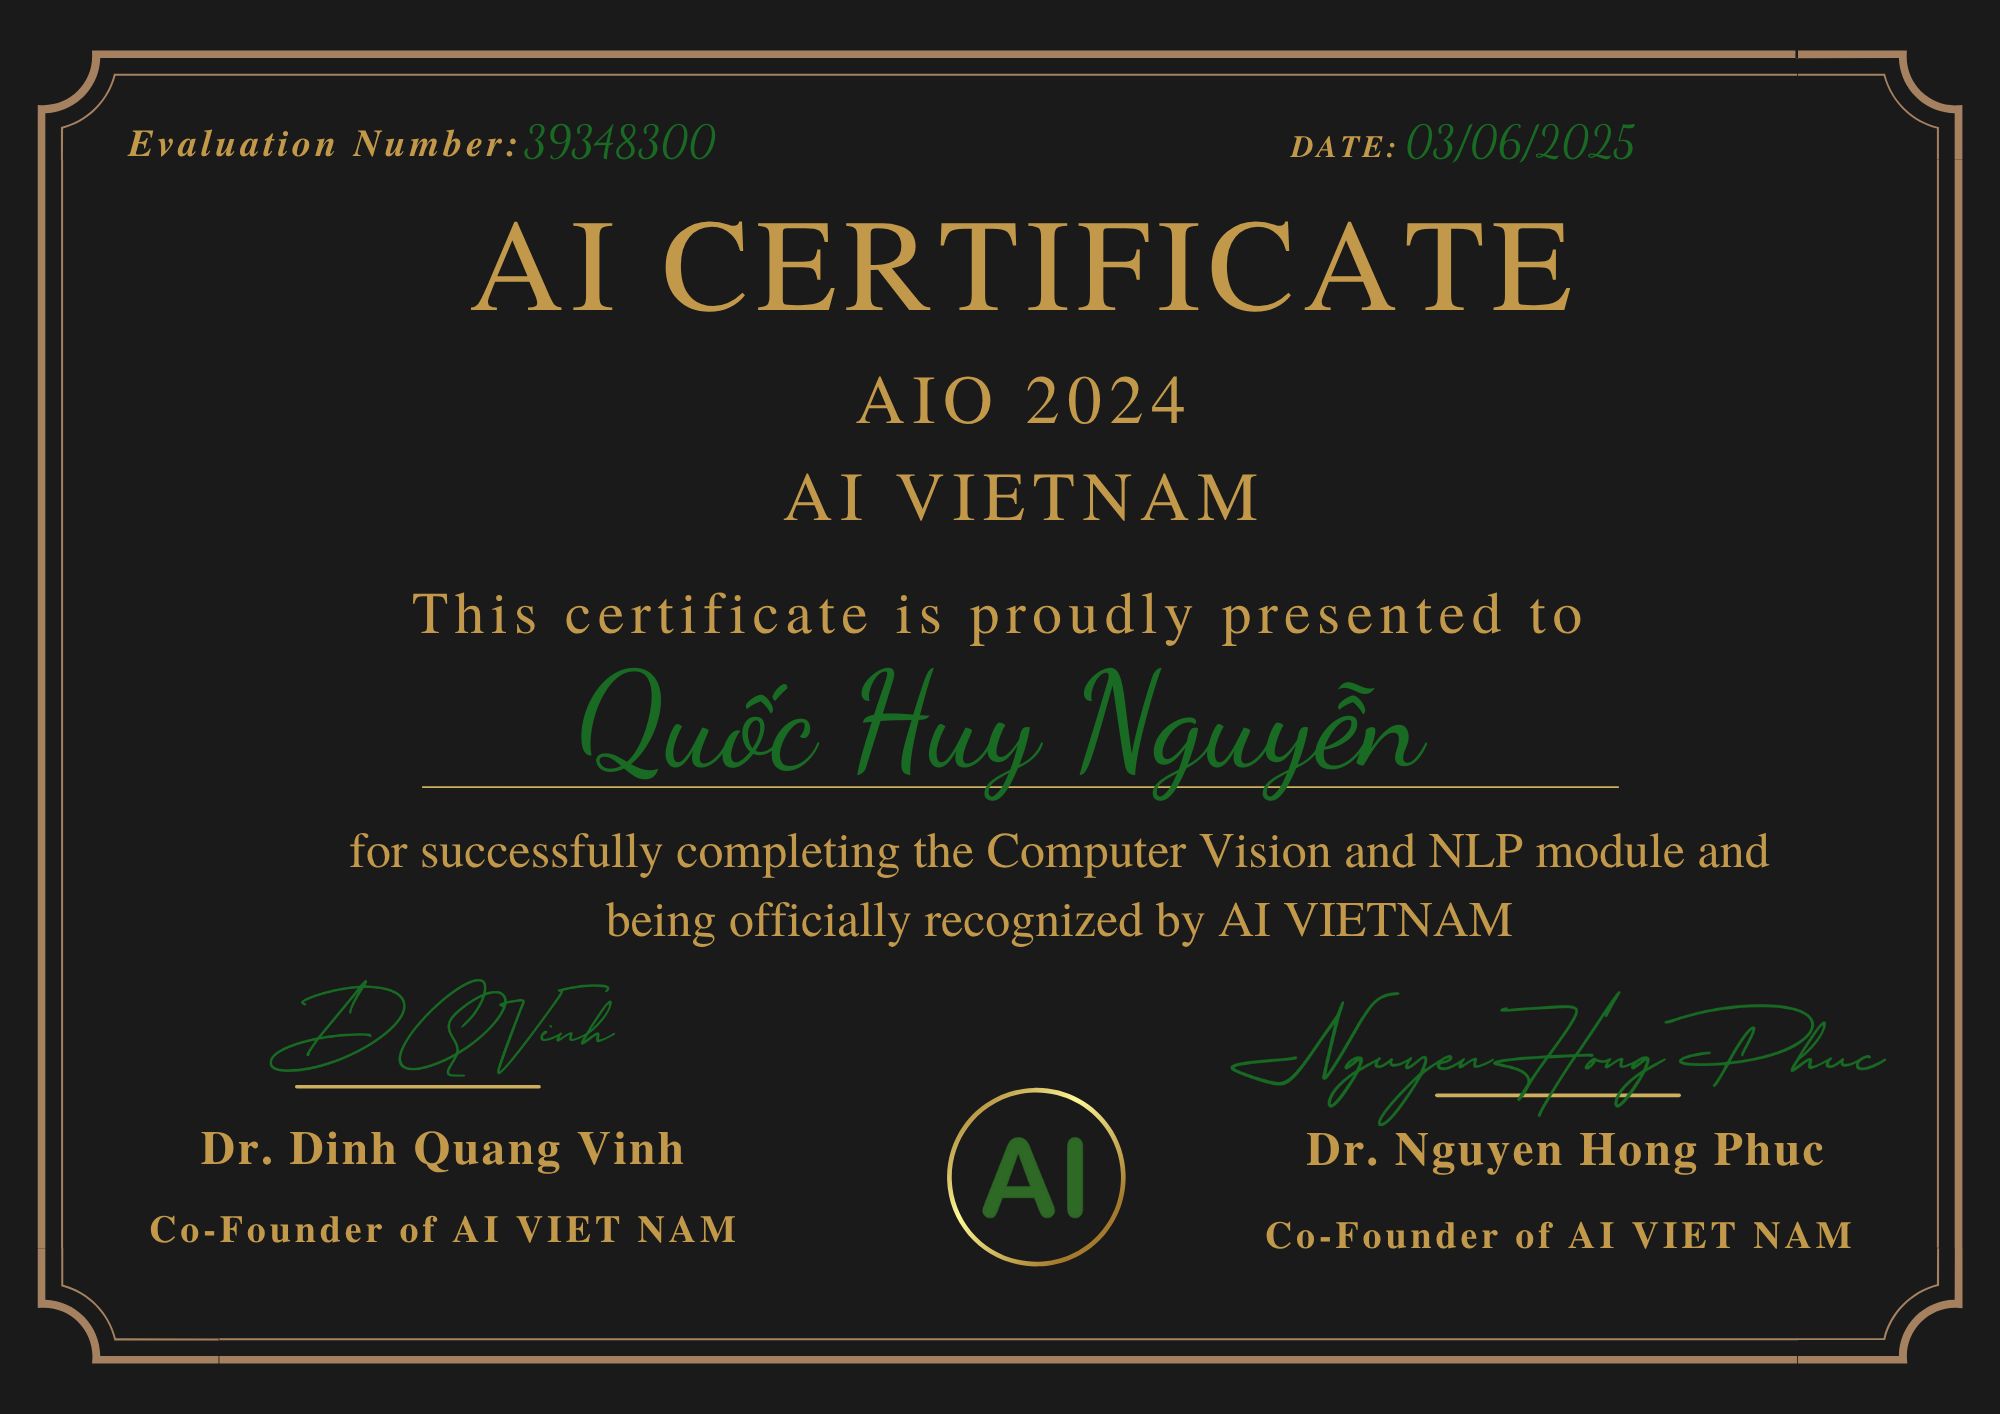 Evaluation Number: 39348300
DATE: 03/06/2025
AI CERTIFICATE
AIO 2024
AI VIETNAM
This certificate is proudly presented to
Quốc Huy Nguyễn
for successfully completing the Computer Vision and NLP module and
being officially recognized by AI VIETNAM
DQVinh
Nguyen Hong Phuc
Dr. Dinh Quang Vinh
Dr. Nguyen Hong Phuc
Co-Founder of AI VIET NAM
Co-Founder of AI VIET NAM
AI